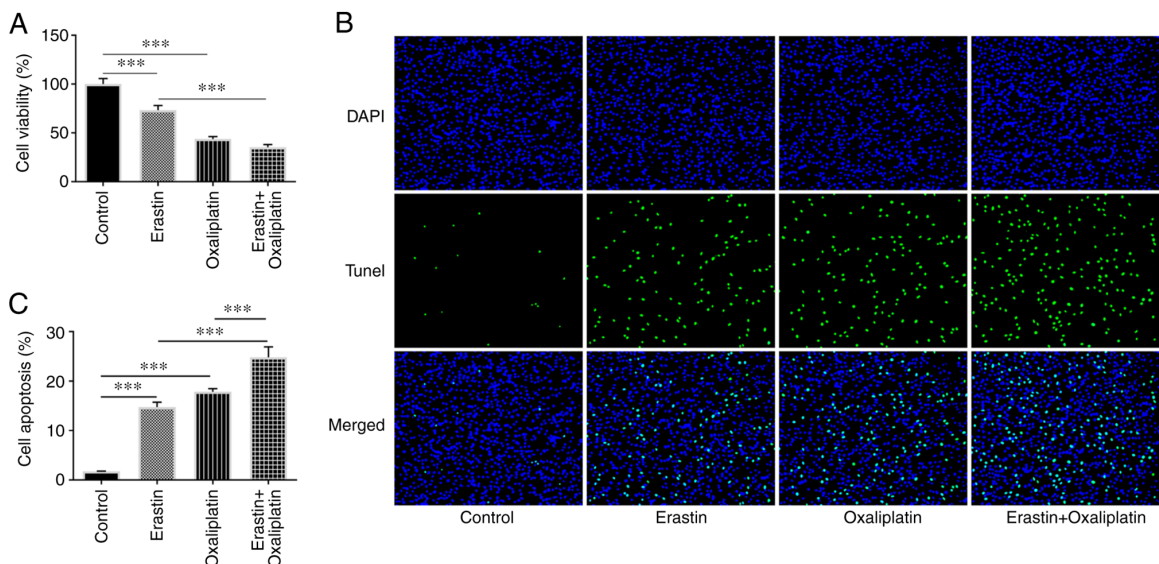 A
Cell viability (%)
150
100
50
0
***
***
***
Control
Erastin
Oxaliplatin
Erastin+
Oxaliplatin
B
DAPI
Tunel
Merged
Control
Erastin
Oxaliplatin
Erastin+Oxaliplatin
C
Cell apoptosis (%)
30
20
10
0
***
***
***
***
Control
Erastin
Oxaliplatin
Erastin+
Oxaliplatin